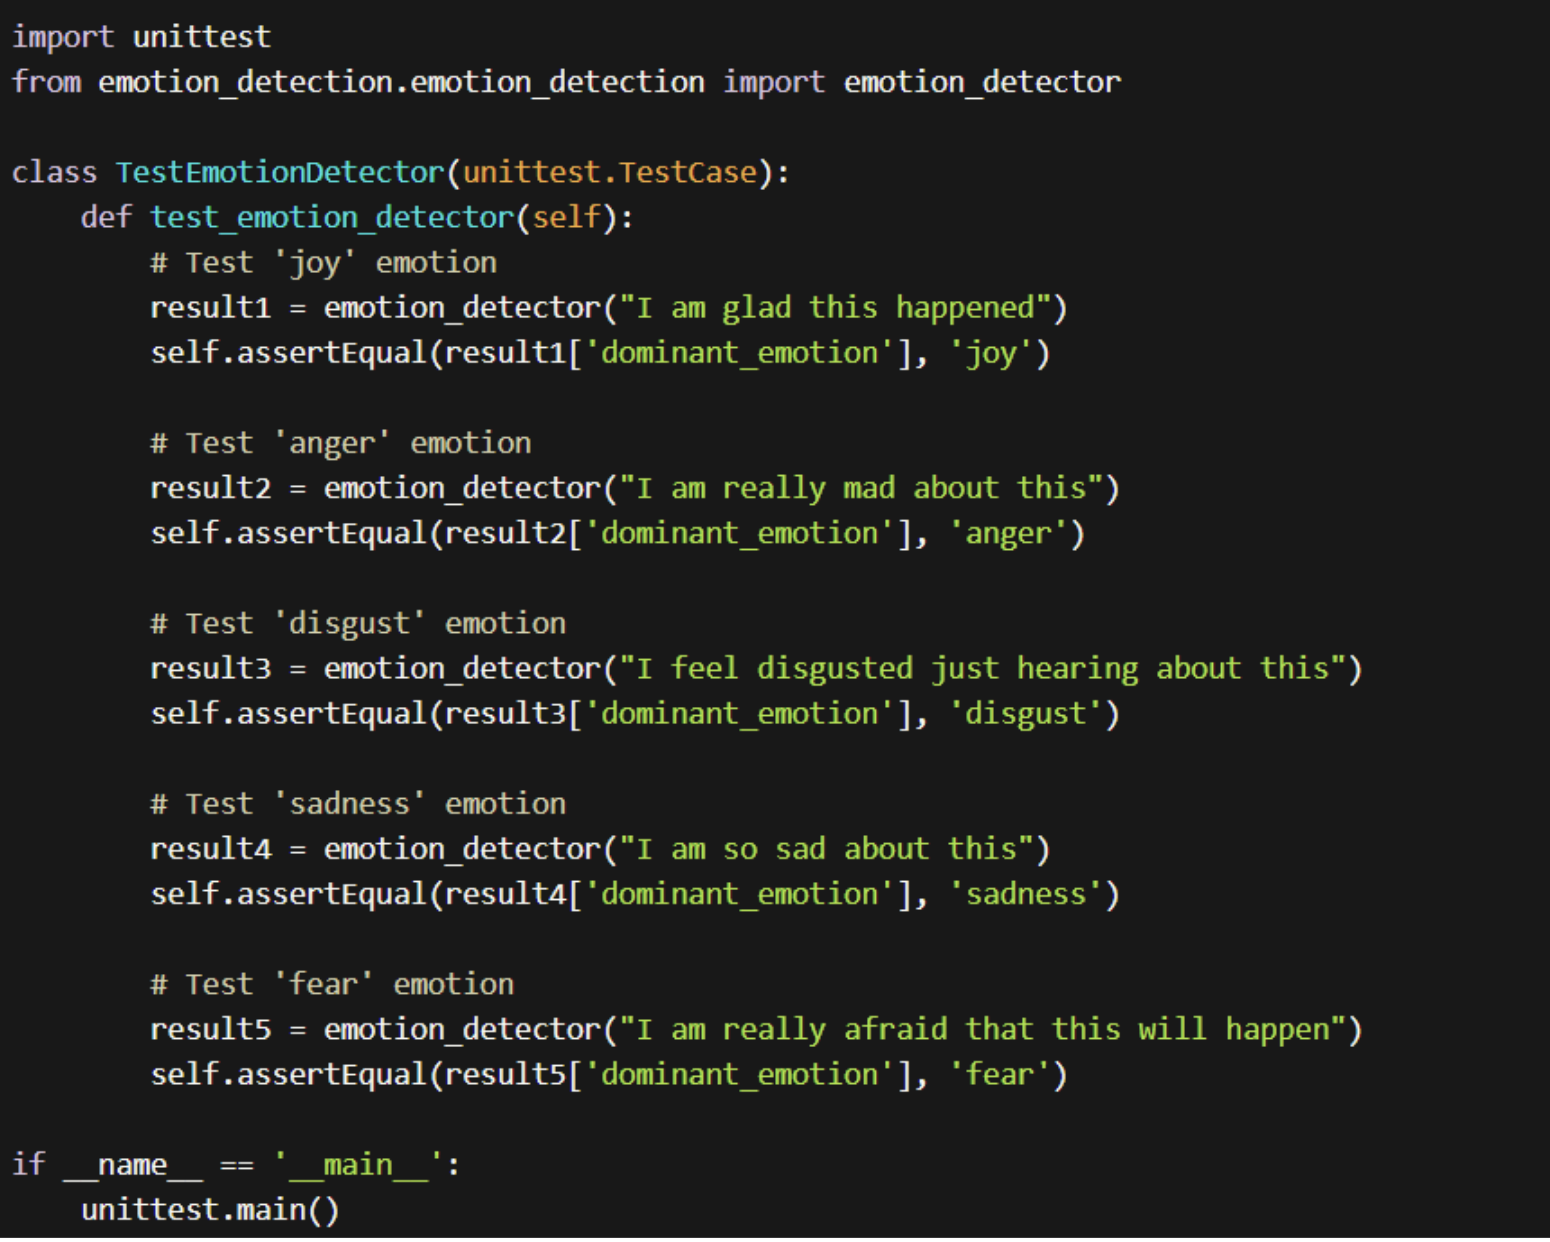 import unittest
from emotion_detection.emotion_detection import emotion_detector

class TestEmotionDetector(unittest.TestCase):
    def test_emotion_detector(self):
        # Test 'joy' emotion
        result1 = emotion_detector("I am glad this happened")
        self.assertEqual(result1['dominant_emotion'], 'joy')

        # Test 'anger' emotion
        result2 = emotion_detector("I am really mad about this")
        self.assertEqual(result2['dominant_emotion'], 'anger')

        # Test 'disgust' emotion
        result3 = emotion_detector("I feel disgusted just hearing about this")
        self.assertEqual(result3['dominant_emotion'], 'disgust')

        # Test 'sadness' emotion
        result4 = emotion_detector("I am so sad about this")
        self.assertEqual(result4['dominant_emotion'], 'sadness')

        # Test 'fear' emotion
        result5 = emotion_detector("I am really afraid that this will happen")
        self.assertEqual(result5['dominant_emotion'], 'fear')

if __name__ == '__main__':
    unittest.main()